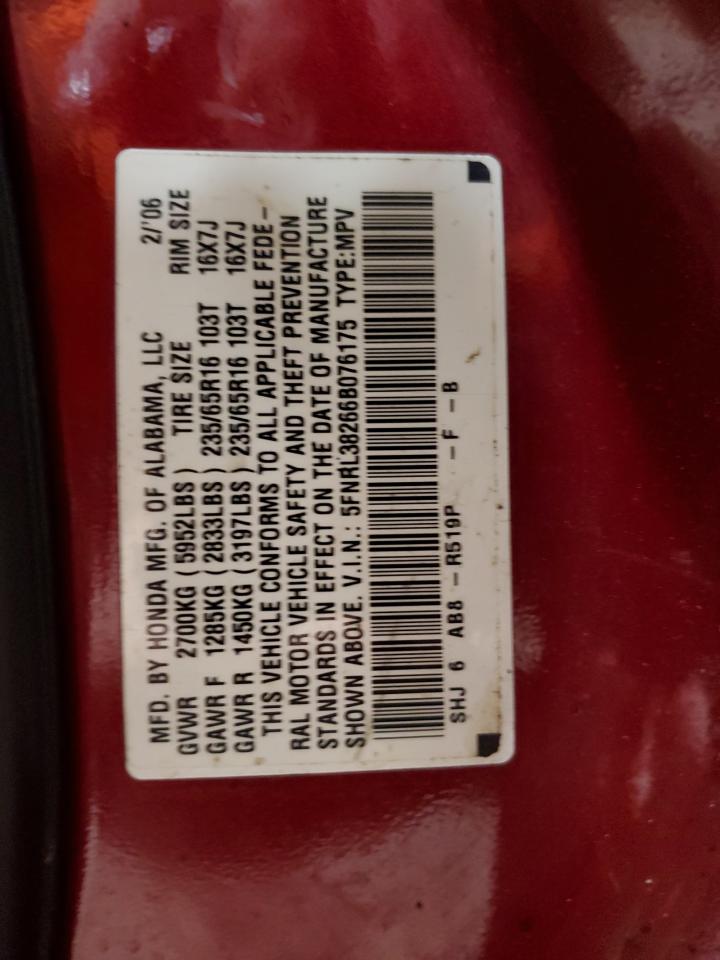 MFD. BY HONDA MFG. OF ALABAMA, LLC 2/'06
GVWR 2700KG ( 5952LBS ) TIRE SIZE RIM SIZE
GAWR F 1285KG ( 2833LBS ) 235/65R16 103T 16X7J
GAWR R 1450KG ( 3197LBS ) 235/65R16 103T 16X7J
THIS VEHICLE CONFORMS TO ALL APPLICABLE FEDE-
RAL MOTOR VEHICLE SAFETY AND THEFT PREVENTION
STANDARDS IN EFFECT ON THE DATE OF MANUFACTURE
SHOWN ABOVE. V.I.N.: 5FNRL38266B076175 TYPE:MPV
SHJ 6 AB8 -R519P -F -B